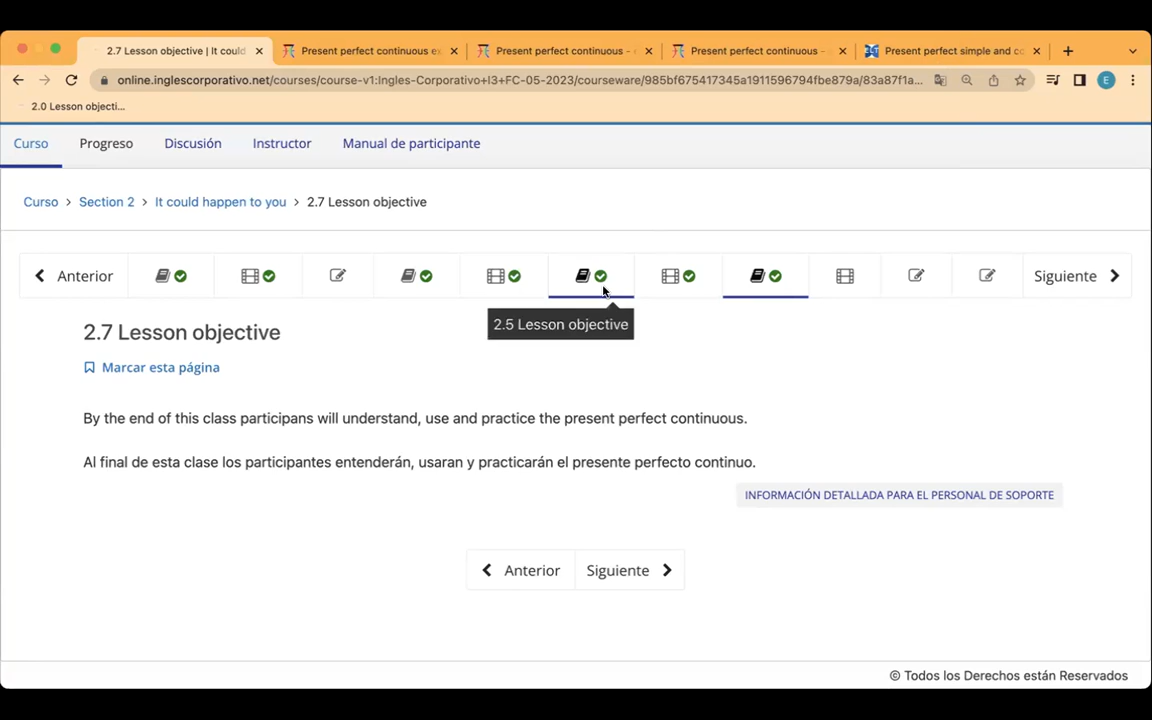 2.7 Lesson objective | It could
Present perfect continuous ex
Present perfect continuous -
Present perfect continuous –
Present perfect simple and co
online.inglescorporativo.net/courses/course-v1:Ingles-Corporativo+I3+FC-05-2023/courseware/985bf675417345a1911596794fbe879a/83a87f1a...
E
2.0 Lesson objecti...
Curso
Progreso
Discusión
Instructor
Manual de participante
Curso > Section 2 > It could happen to you > 2.7 Lesson objective
Anterior
Siguiente
2.5 Lesson objective
2.7 Lesson objective
Marcar esta página
By the end of this class participans will understand, use and practice the present perfect continuous.
Al final de esta clase los participantes entenderán, usaran y practicarán el presente perfecto continuo.
INFORMACIÓN DETALLADA PARA EL PERSONAL DE SOPORTE
Anterior
Siguiente
© Todos los Derechos están Reservados